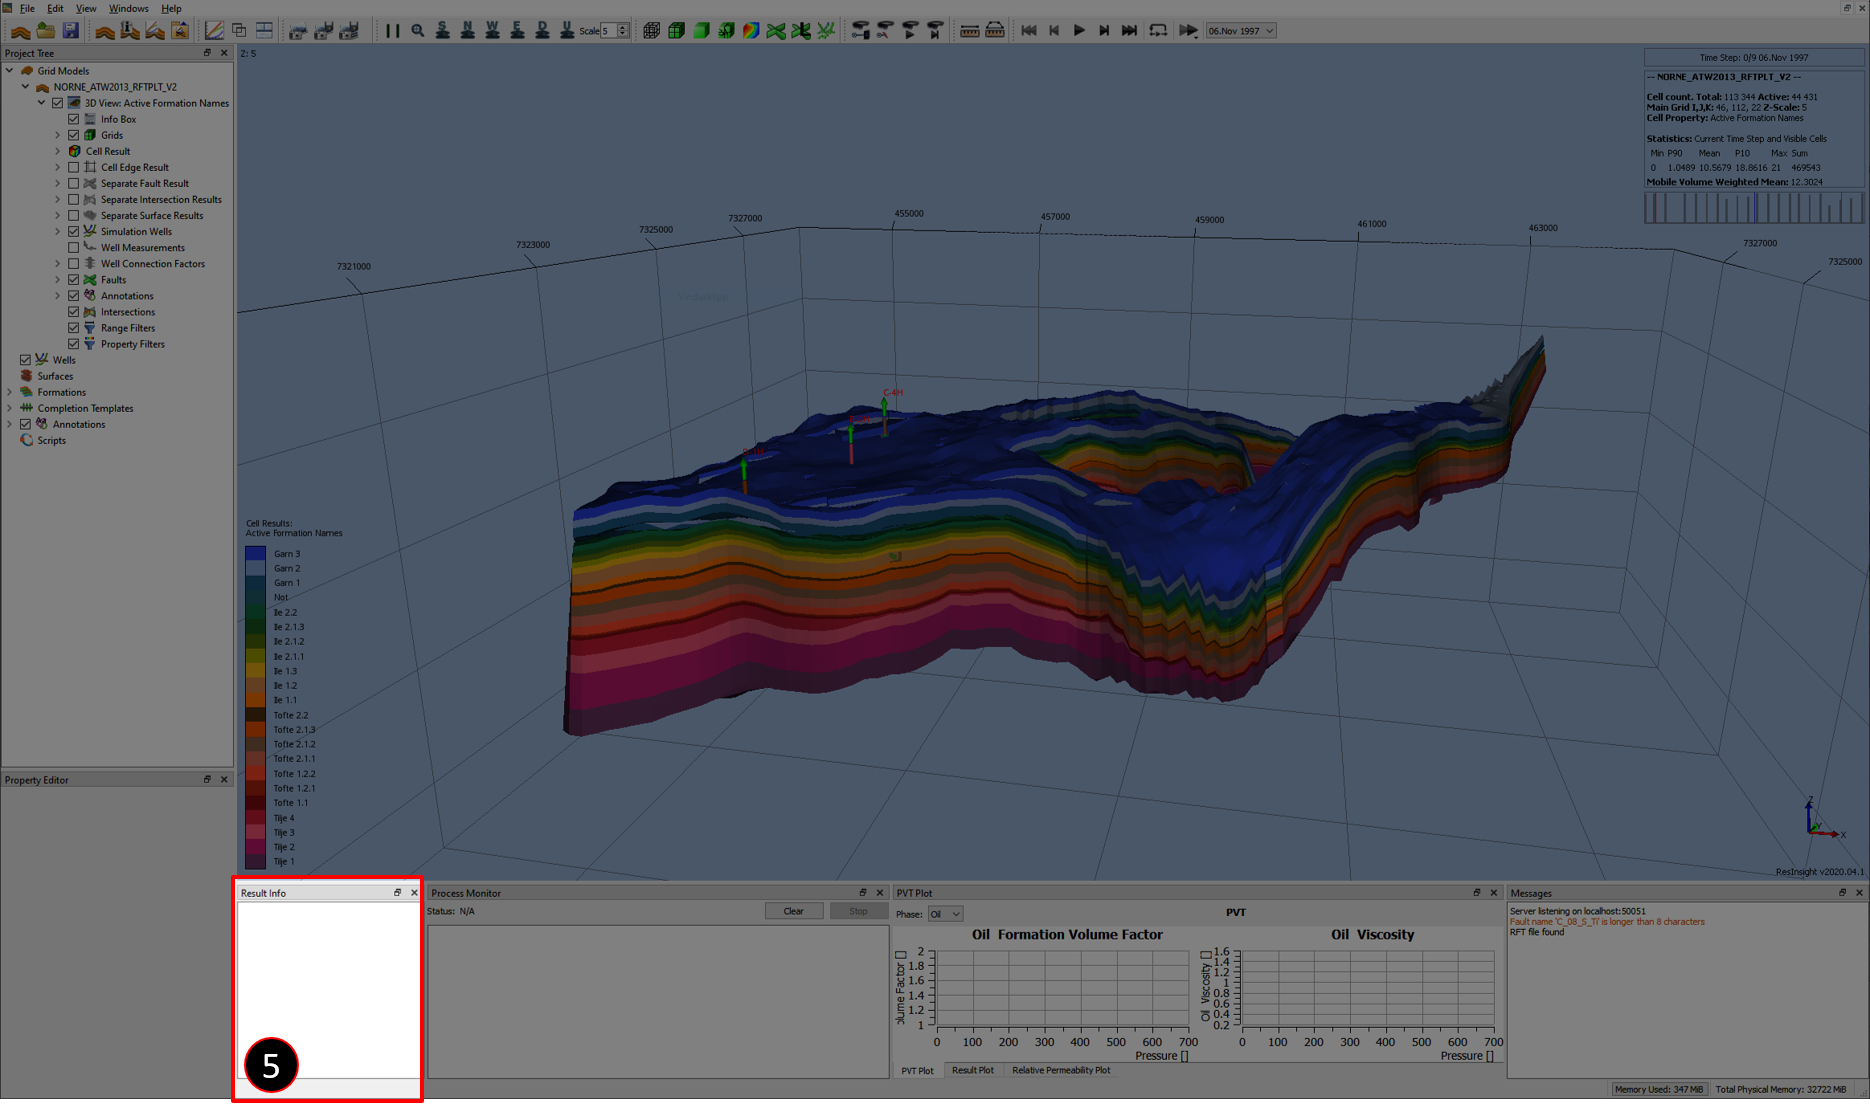 File Edit View Windows Help
Scale 5
06.Nov 1997
Project Tree
Grid Models
NORNE_ATW2013_RFTPLT_V2
3D View: Active Formation Names
Info Box
Grids
Cell Result
Cell Edge Result
Separate Fault Result
Separate Intersection Results
Separate Surface Results
Simulation Wells
Well Measurements
Well Connection Factors
Faults
Annotations
Intersections
Range Filters
Property Filters
Wells
Surfaces
Formations
Completion Templates
Annotations
Scripts
Property Editor
S N W E D U
Z: 5
Time Step: 0/9 06.Nov 1997
-- NORNE_ATW2013_RFTPLT_V2 --
Cell count. Total: 113 344 Active: 44 431
Main Grid I,J,K: 46, 112, 22 Z-Scale: 5
Cell Property: Active Formation Names
Statistics: Current Time Step and Visible Cells
Min P90 Mean P10 Max Sum
0 1.0489 10.5679 18.8616 21 469543
Mobile Volume Weighted Mean: 12.3024
7321000
7323000
7325000
7327000
455000
457000
459000
461000
463000
7327000
7325000
C-4H
Cell Results:
Active Formation Names
Garn 3
Garn 2
Garn 1
Not
Ile 2.2
Ile 2.1.3
Ile 2.1.2
Ile 2.1.1
Ile 1.3
Ile 1.2
Ile 1.1
Tofte 2.2
Tofte 2.1.3
Tofte 2.1.2
Tofte 2.1.1
Tofte 1.2.2
Tofte 1.2.1
Tofte 1.1
Tilje 4
Tilje 3
Tilje 2
Tilje 1
Z
Y
X
ResInsight v2020.04.1
Result Info
5
Process Monitor
Status: N/A
Clear
Stop
PVT Plot
Phase: Oil
PVT
Oil Formation Volume Factor
Volume Factor []
2
1.8
1.6
1.4
1.2
1
0 100 200 300 400 500 600 700
Pressure []
Oil Viscosity
Oil Viscosity []
1.6
1.4
1.2
1
0.8
0.6
0.4
0.2
0 100 200 300 400 500 600 700
Pressure []
PVT Plot
Result Plot
Relative Permeability Plot
Messages
Server listening on localhost:50051
Fault name 'C_08_S_Ti' is longer than 8 characters
RFT file found
Memory Used: 347 MiB
Total Physical Memory: 32722 MiB